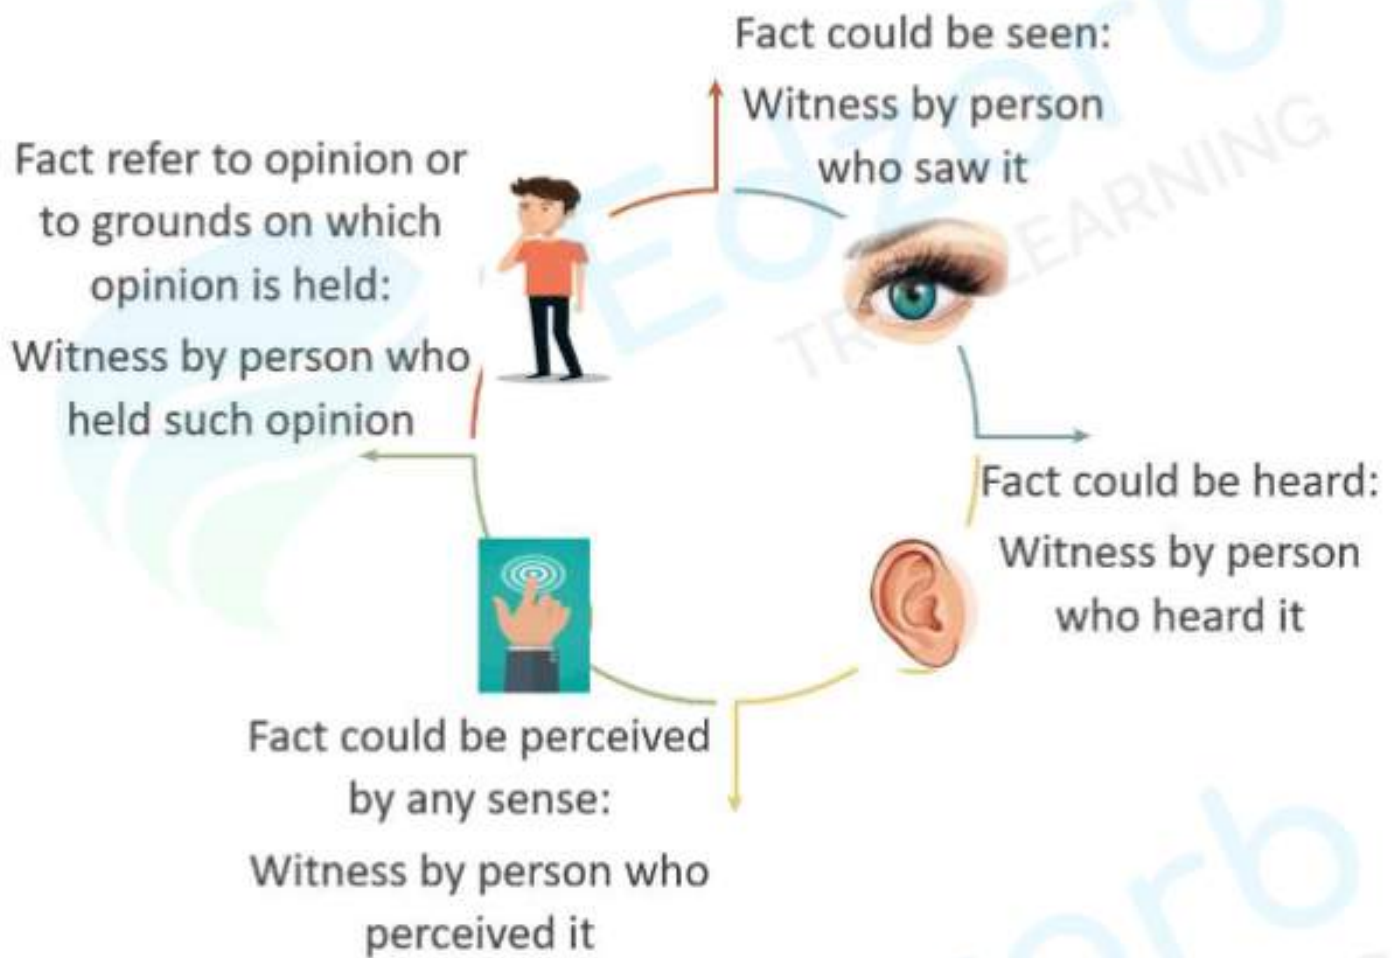 Fact could be seen:
Witness by person
who saw it
Fact refer to opinion or
to grounds on which
opinion is held:
Witness by person who
held such opinion
Fact could be heard:
Witness by person
who heard it
Fact could be perceived
by any sense:
Witness by person who
perceived it
Edzorb
LEARNING